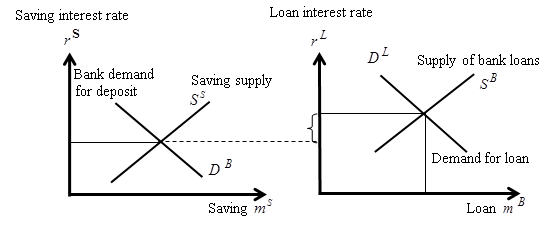 Saving interest rate
r S
Bank demand
for deposit
Saving supply
S S
D B
Saving m s
Loan interest rate
r L
D L
Supply of bank loans
S B
Demand for loan
Loan m B